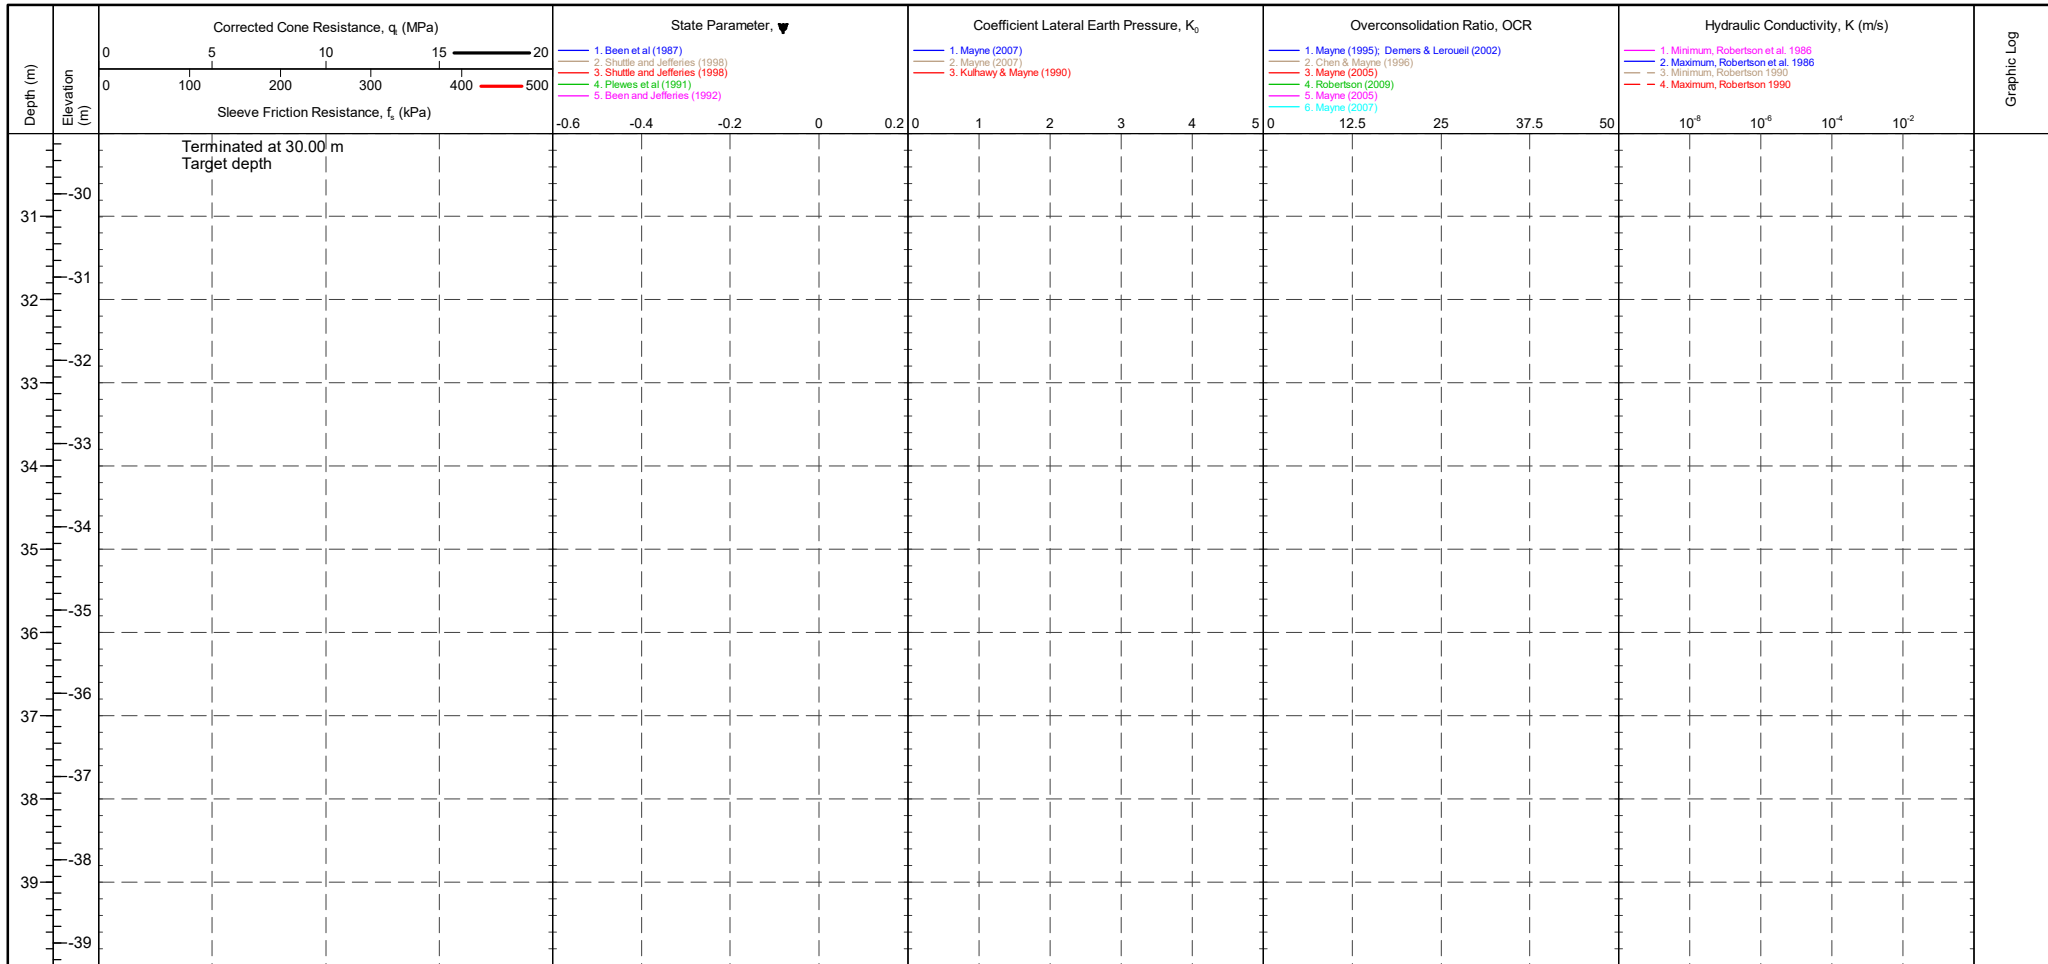 Depth (m)
Elevation (m)
Corrected Cone Resistance, qt (MPa)
0 5 10 15 20
0 100 200 300 400 500
Sleeve Friction Resistance, fs (kPa)
State Parameter, Ψ
1. Been et al (1987)
2. Shuttle and Jefferies (1998)
3. Shuttle and Jefferies (1998)
4. Plewes et al (1991)
5. Been and Jefferies (1992)
-0.6 -0.4 -0.2 0 0.2
Coefficient Lateral Earth Pressure, K0
1. Mayne (2007)
2. Mayne (2007)
3. Kulhawy & Mayne (1990)
0 1 2 3 4 5
Overconsolidation Ratio, OCR
1. Mayne (1995); Demers & Leroueil (2002)
2. Chen & Mayne (1996)
3. Mayne (2005)
4. Robertson (2009)
5. Mayne (2005)
6. Mayne (2007)
0 12.5 25 37.5 50
Hydraulic Conductivity, K (m/s)
1. Minimum, Robertson et al. 1986
2. Maximum, Robertson et al. 1986
3. Minimum, Robertson 1990
4. Maximum, Robertson 1990
10-8 10-6 10-4 10-2
Graphic Log
Terminated at 30.00 m
Target depth
-30
31
-31
32
-32
33
-33
34
-34
35
-35
36
-36
37
-37
38
-38
39
-39